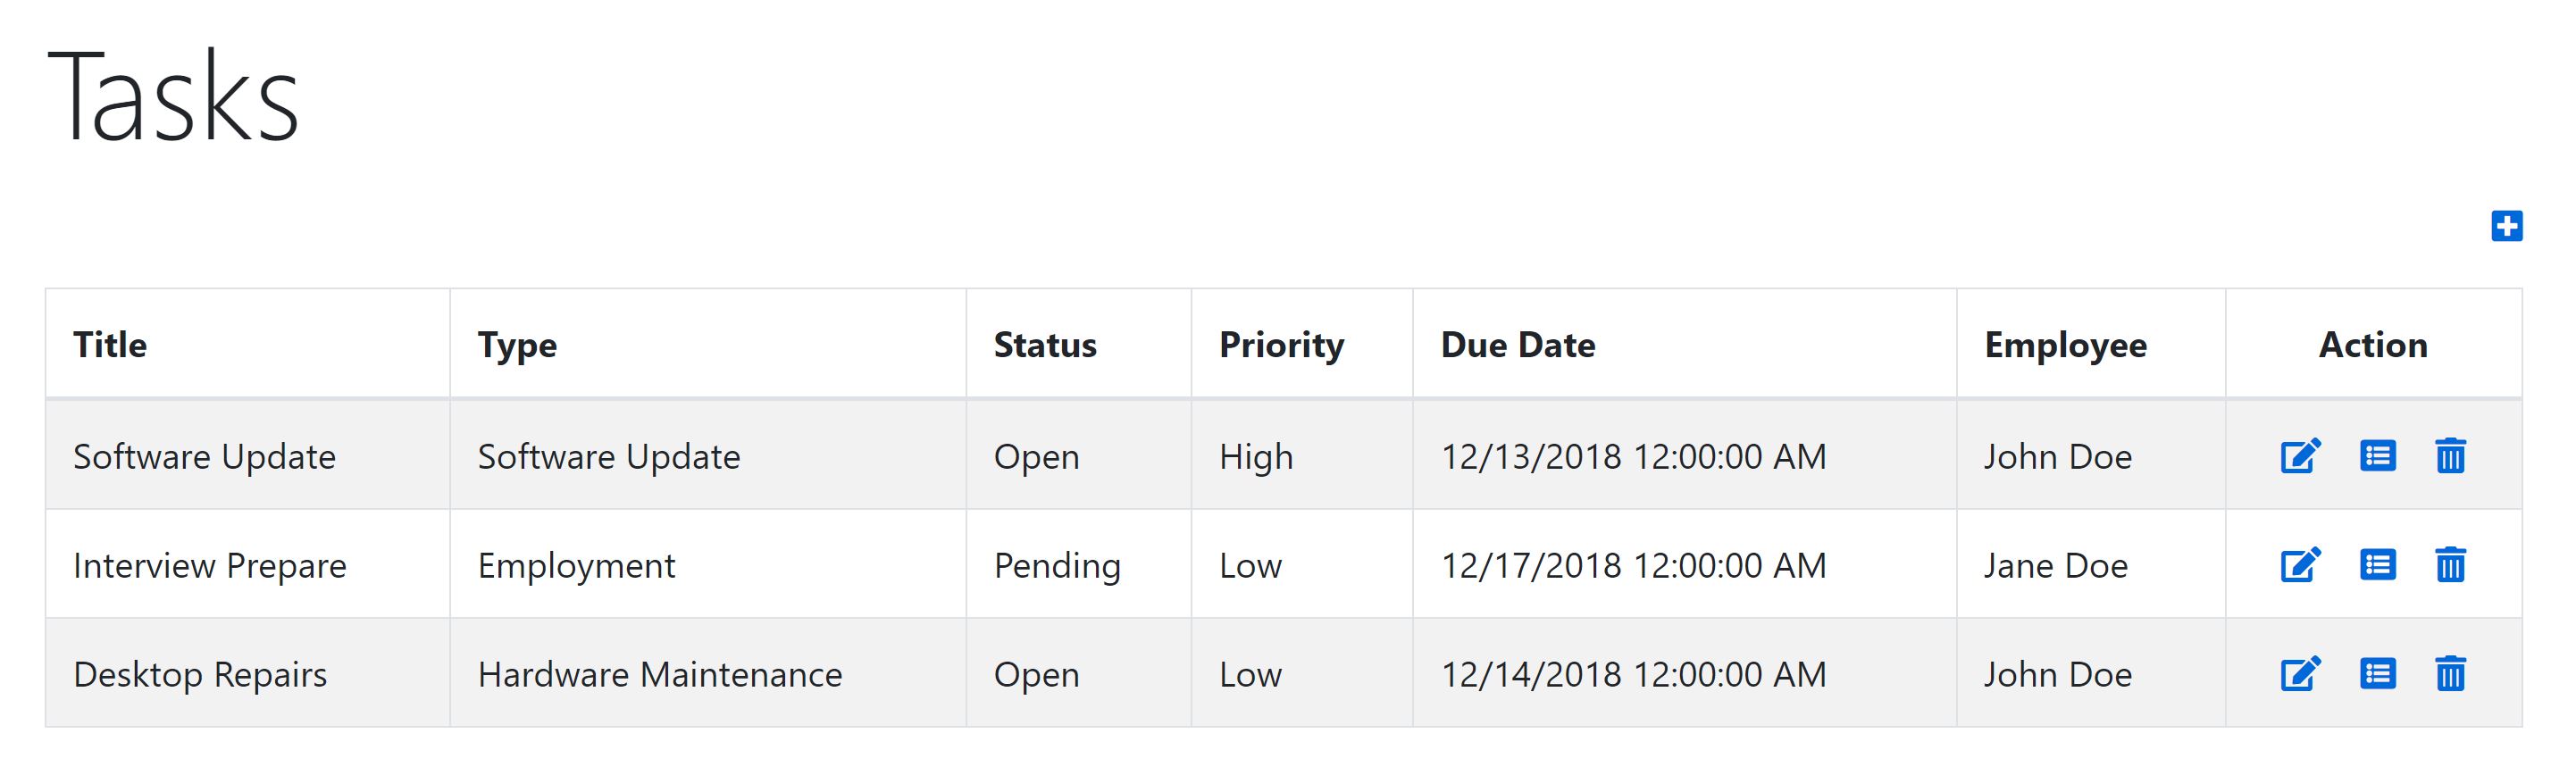 Tasks
Title Type Status Priority Due Date Employee Action
Software Update Software Update Open High 12/13/2018 12:00:00 AM John Doe
Interview Prepare Employment Pending Low 12/17/2018 12:00:00 AM Jane Doe
Desktop Repairs Hardware Maintenance Open Low 12/14/2018 12:00:00 AM John Doe